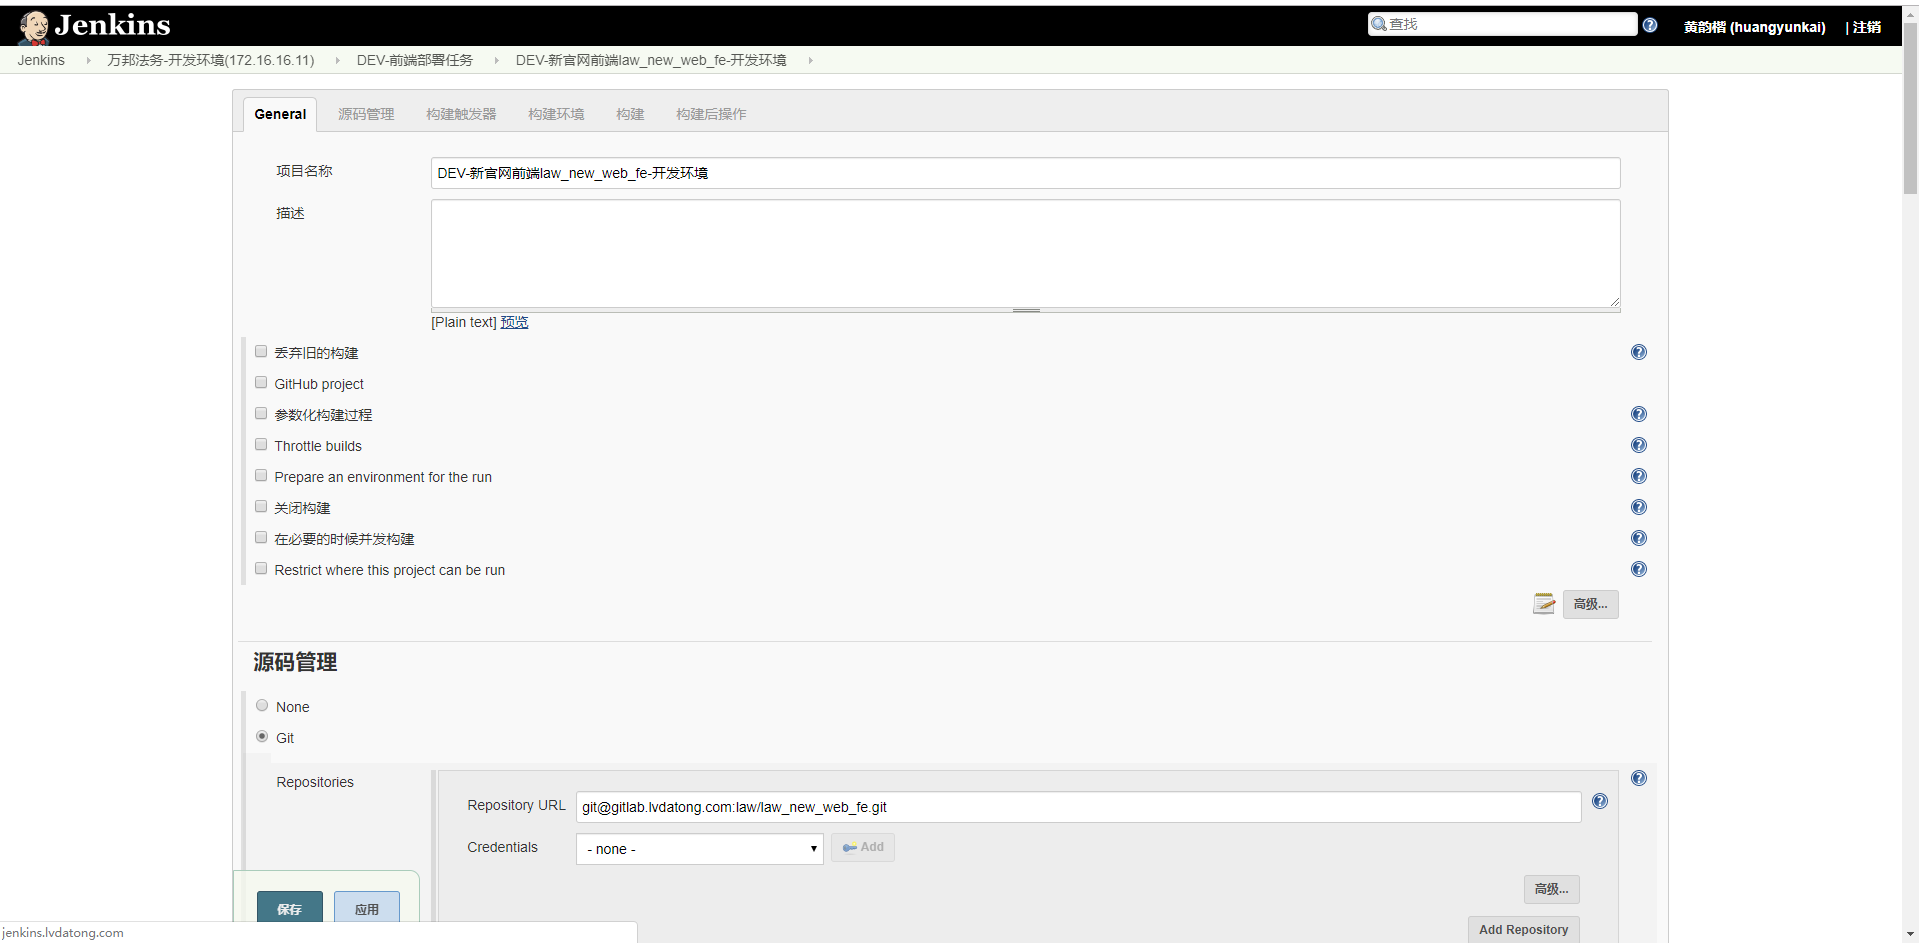 Jenkins
查找
黄韵楷 (huangyunkai) | 注销
Jenkins 万邦法务-开发环境(172.16.16.11) DEV-前端部署任务 DEV-新官网前端law_new_web_fe-开发环境
General 源码管理 构建触发器 构建环境 构建 构建后操作
项目名称 DEV-新官网前端law_new_web_fe-开发环境
描述
[Plain text] 预览
丢弃旧的构建
GitHub project
参数化构建过程
Throttle builds
Prepare an environment for the run
关闭构建
在必要的时候并发构建
Restrict where this project can be run
高级...
源码管理
None
Git
Repositories
Repository URL git@gitlab.lvdatong.com:law/law_new_web_fe.git
Credentials - none - Add
高级...
保存 应用
Add Repository
jenkins.lvdatong.com